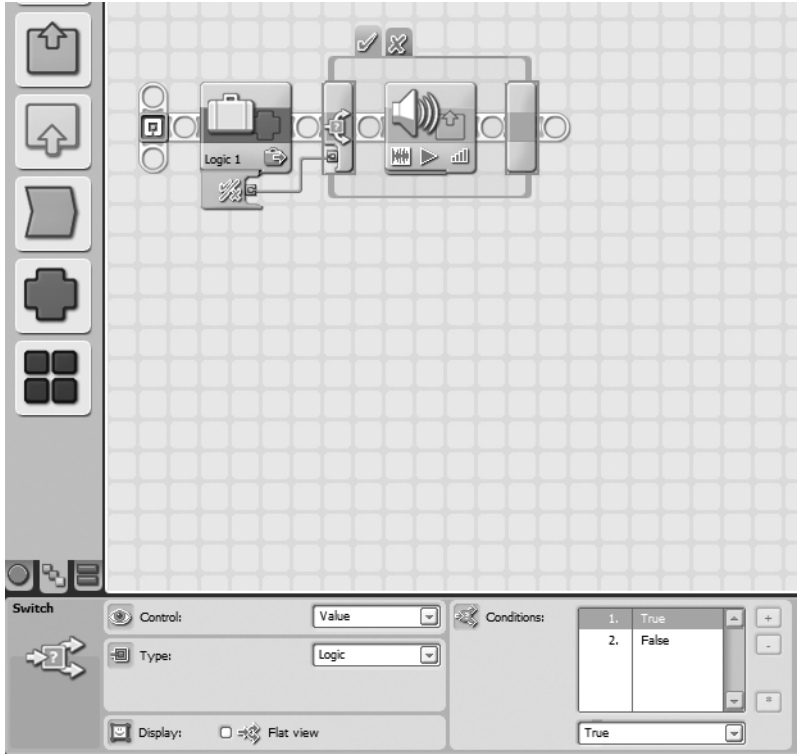 Logic 1
Switch
Control:
Value
Type:
Logic
Display:
Flat view
Conditions:
1. True
2. False
+
-
*
True